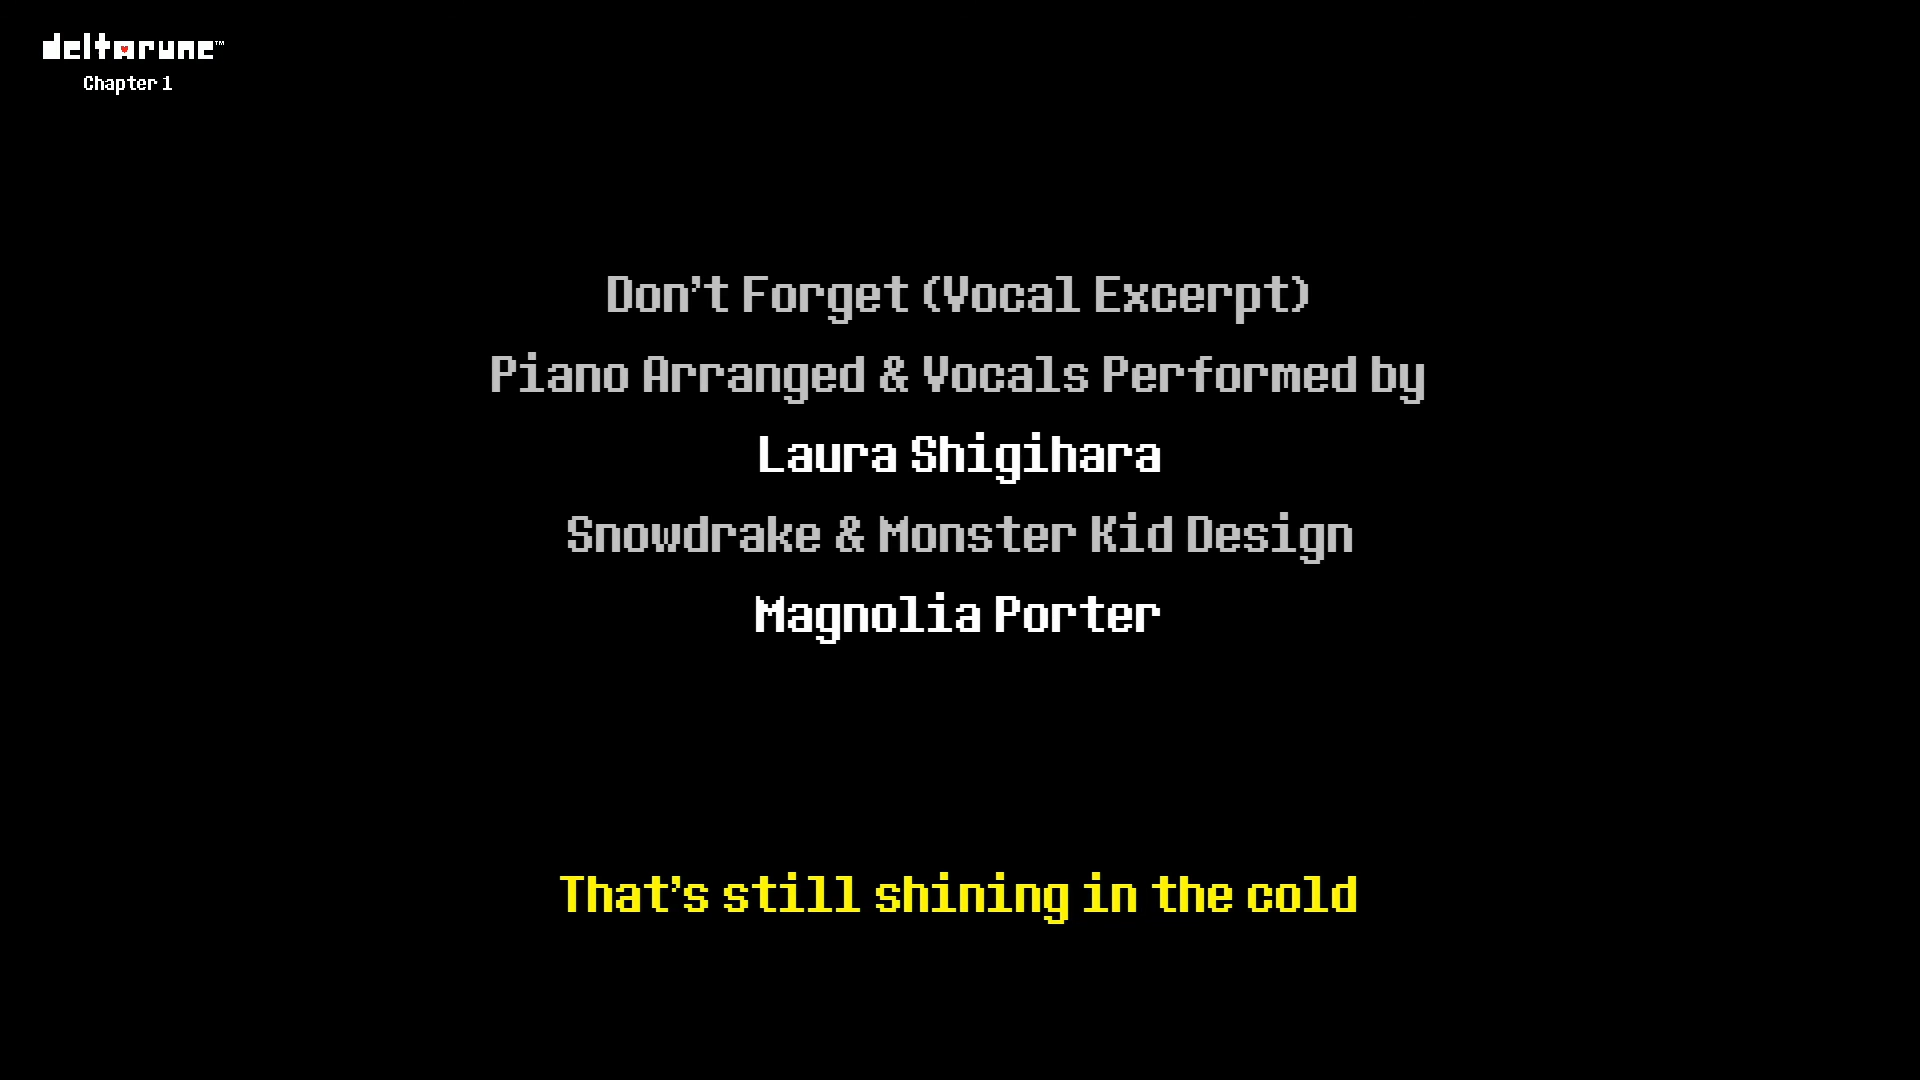 deltarune™
Chapter 1
Don't Forget (Vocal Excerpt)
Piano Arranged & Vocals Performed by
Laura Shigihara
Snowdrake & Monster Kid Design
Magnolia Porter
That's still shining in the cold